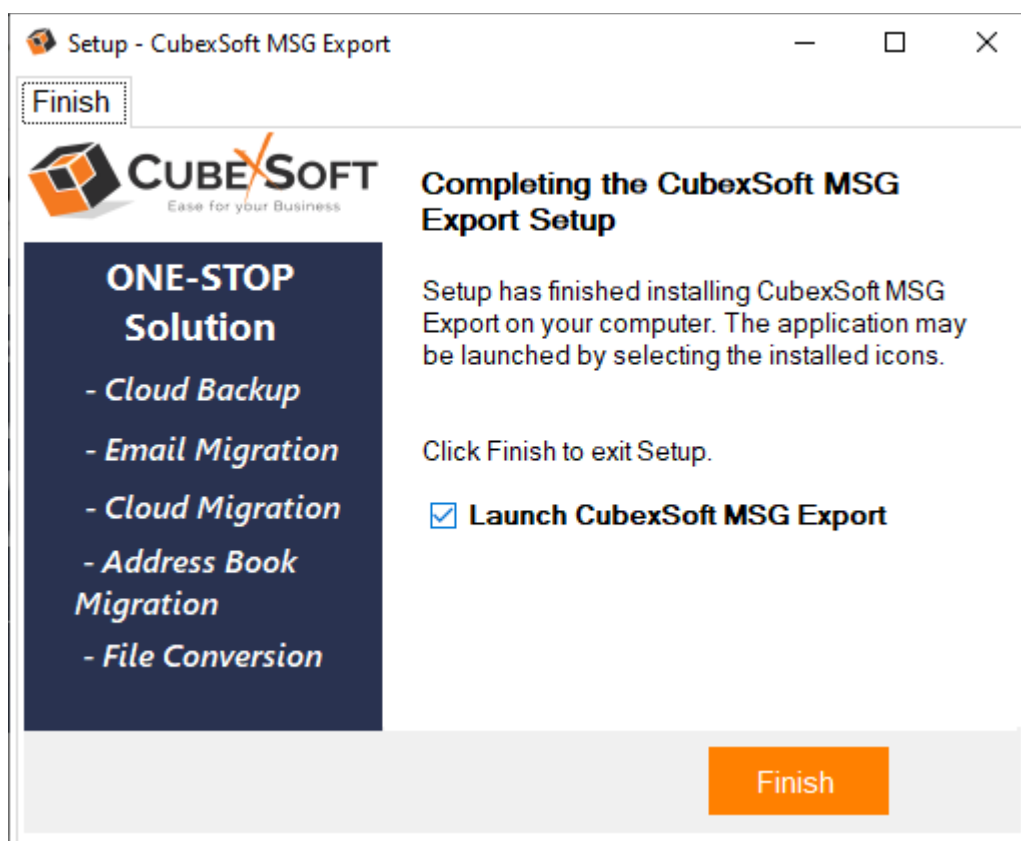 Setup - CubexSoft MSG Export
Finish
CUBEXSOFT
Ease for your Business
ONE-STOP
Solution
- Cloud Backup
- Email Migration
- Cloud Migration
- Address Book
Migration
- File Conversion
Completing the CubexSoft MSG
Export Setup
Setup has finished installing CubexSoft MSG
Export on your computer. The application may
be launched by selecting the installed icons.
Click Finish to exit Setup.
Launch CubexSoft MSG Export
Finish